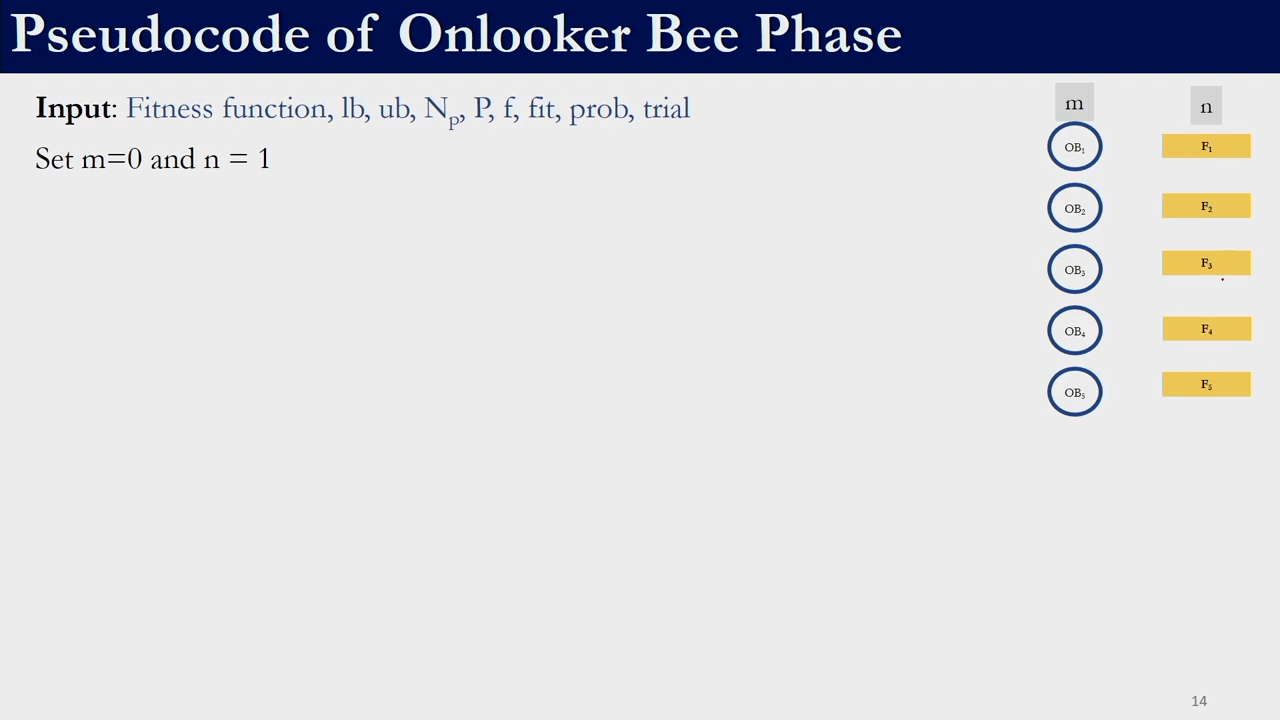 Pseudocode of Onlooker Bee Phase
Input: Fitness function, lb, ub, Np, P, f, fit, prob, trial
Set m=0 and n = 1
m
n
OB1
F1
OB2
F2
OB3
F3
OB4
F4
OB5
F5
14